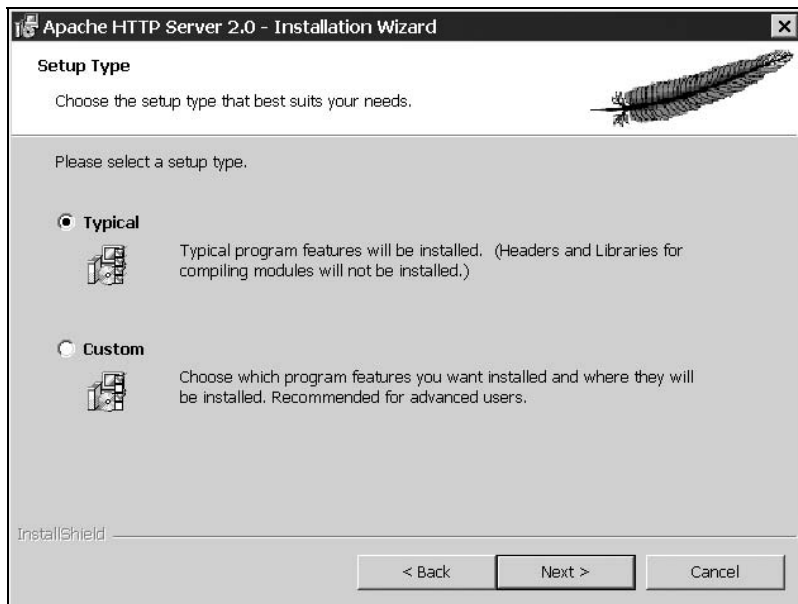 Apache HTTP Server 2.0 - Installation Wizard
Setup Type
Choose the setup type that best suits your needs.
Please select a setup type.
Typical
Typical program features will be installed. (Headers and Libraries for
compiling modules will not be installed.)
Custom
Choose which program features you want installed and where they will
be installed. Recommended for advanced users.
InstallShield
< Back
Next >
Cancel